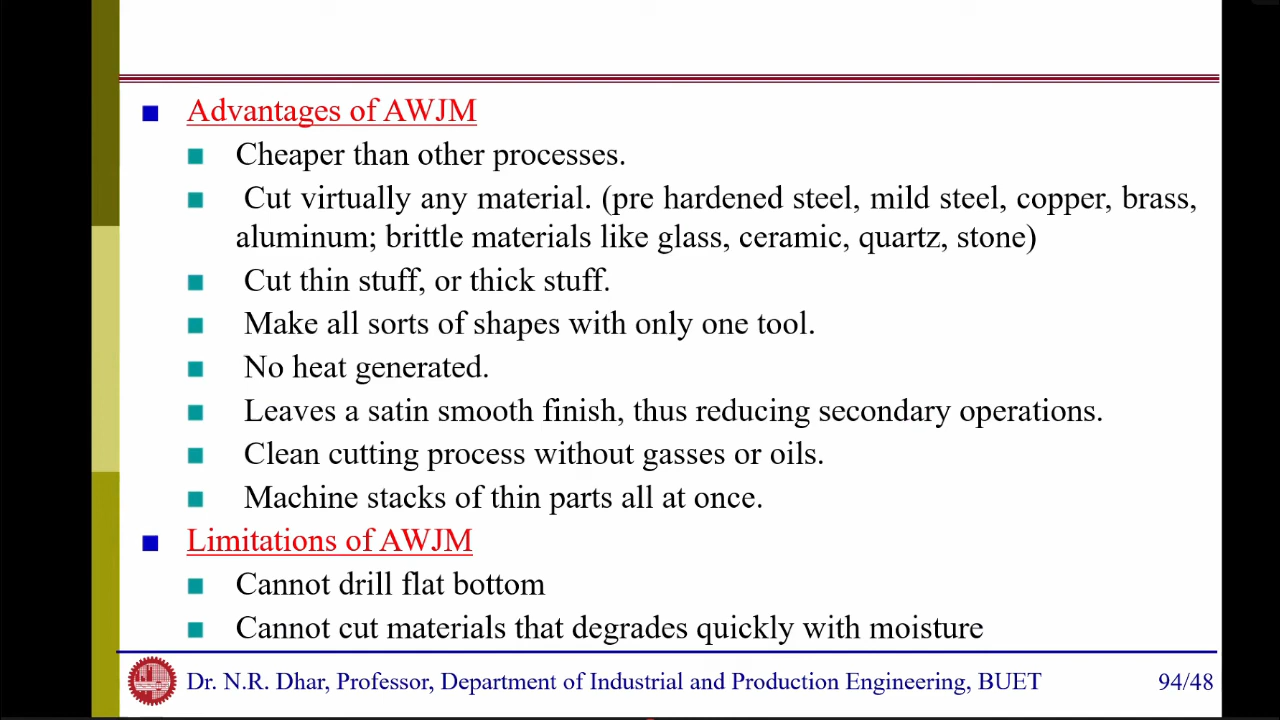 Advantages of AWJM
Cheaper than other processes.
Cut virtually any material. (pre hardened steel, mild steel, copper, brass,
aluminum; brittle materials like glass, ceramic, quartz, stone)
Cut thin stuff, or thick stuff.
Make all sorts of shapes with only one tool.
No heat generated.
Leaves a satin smooth finish, thus reducing secondary operations.
Clean cutting process without gasses or oils.
Machine stacks of thin parts all at once.
Limitations of AWJM
Cannot drill flat bottom
Cannot cut materials that degrades quickly with moisture
Dr. N.R. Dhar, Professor, Department of Industrial and Production Engineering, BUET 94/48